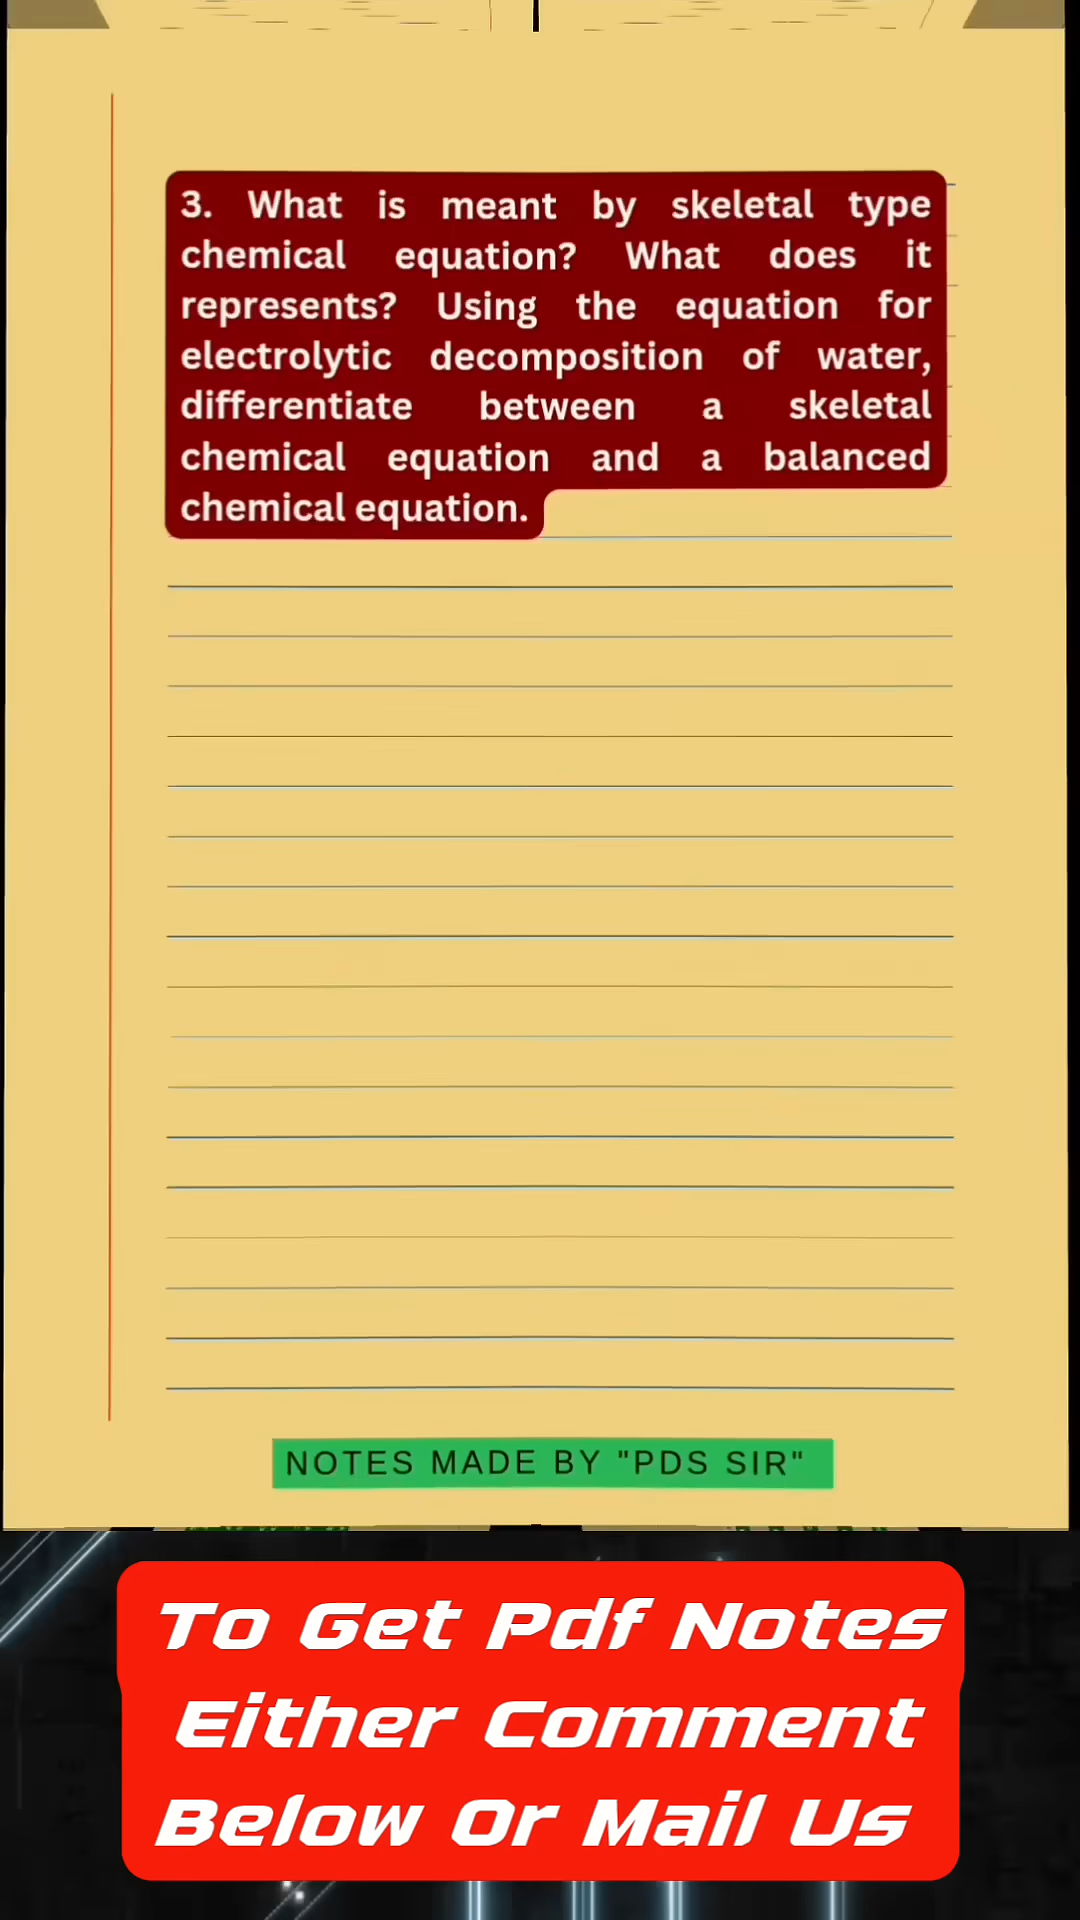 3. What is meant by skeletal type
chemical equation? What does it
represents? Using the equation for
electrolytic decomposition of water,
differentiate between a skeletal
chemical equation and a balanced
chemical equation.
NOTES MADE BY "PDS SIR"
To Get Pdf Notes
Either Comment
Below Or Mail Us